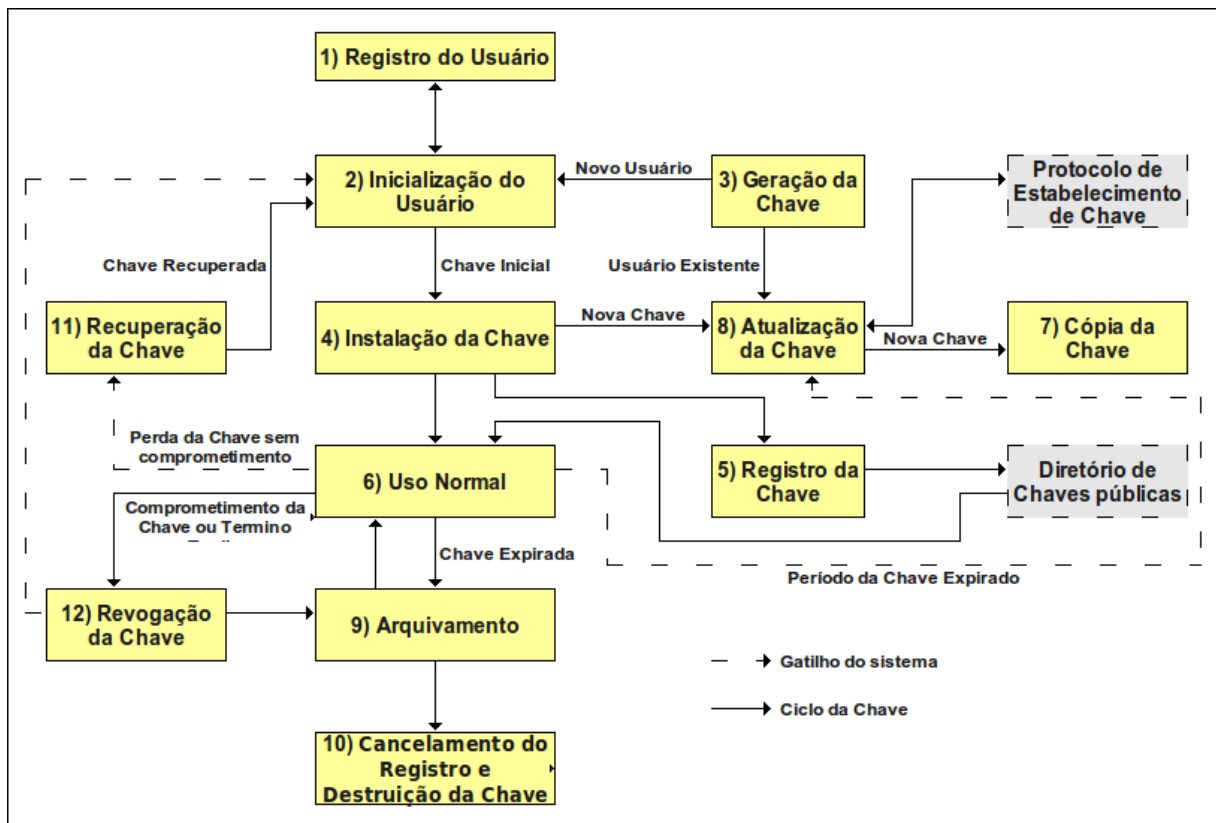 1) Registro do Usuário
2) Inicialização do
Usuário
Novo Usuário
3) Geração da
Chave
Protocolo de
Estabelecimento
de Chave
Chave Recuperada
Chave Inicial
Usuário Existente
11) Recuperação
da Chave
4) Instalação da Chave
Nova Chave
8) Atualização
da Chave
Nova Chave
7) Cópia da
Chave
Perda da Chave sem
comprometimento
6) Uso Normal
5) Registro da
Chave
Diretório de
Chaves públicas
Comprometimento da
Chave ou Termino
Chave Expirada
Período da Chave Expirado
12) Revogação
da Chave
9) Arquivamento
Gatilho do sistema
Ciclo da Chave
10) Cancelamento do
Registro e
Destruição da Chave